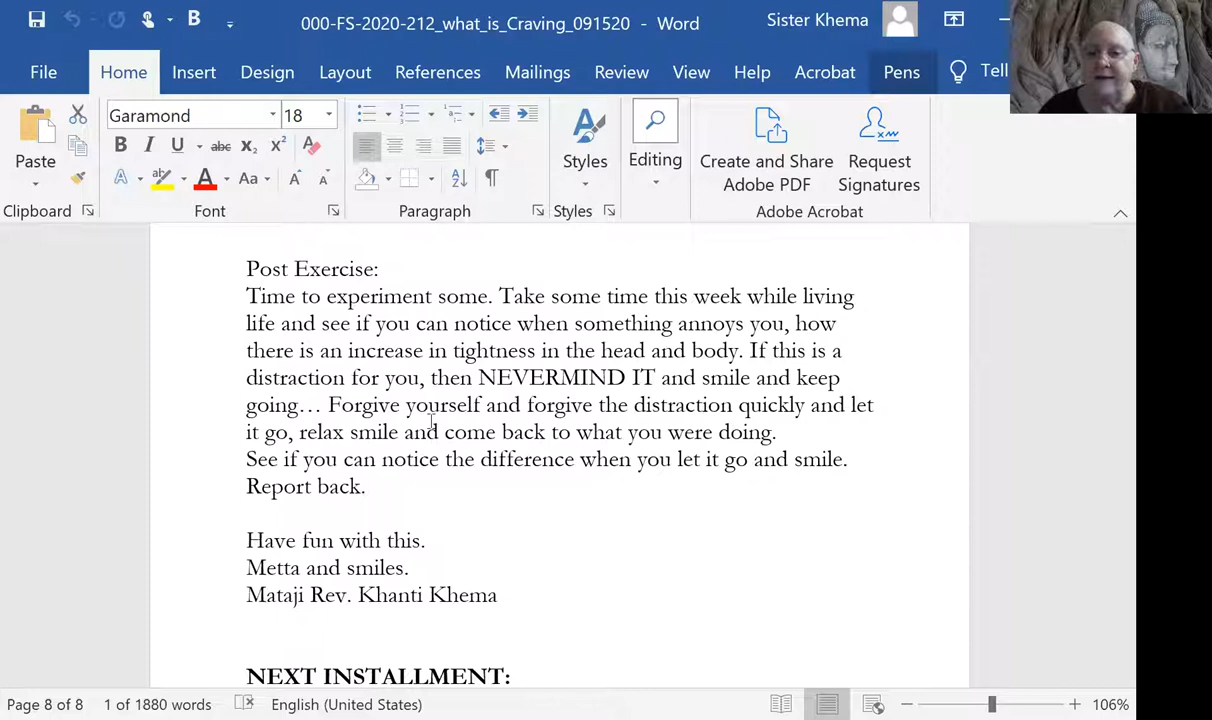 000-FS-2020-212_what_is_Craving_091520 - Word
Sister Khema
File Home Insert Design Layout References Mailings Review View Help Acrobat Pens Tell
Garamond 18
Paste
Styles
Editing
Create and Share Adobe PDF
Request Signatures
Clipboard Font Paragraph Styles Adobe Acrobat
Post Exercise:
Time to experiment some. Take some time this week while living
life and see if you can notice when something annoys you, how
there is an increase in tightness in the head and body. If this is a
distraction for you, then NEVERMIND IT and smile and keep
going… Forgive yourself and forgive the distraction quickly and let
it go, relax smile and come back to what you were doing.
See if you can notice the difference when you let it go and smile.
Report back.
Have fun with this.
Metta and smiles.
Mataji Rev. Khanti Khema
NEXT INSTALLMENT:
Page 8 of 8 1 of 1880 words English (United States) 106%